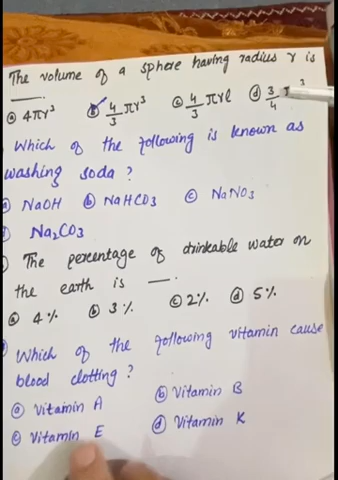 The volume of a sphere having radius r is
____.
ⓐ 4πr³ ⓑ 4/3 πr³ ⓒ 4/3 πrl ⓓ 3/4
Which of the following is known as
washing soda?
ⓐ NaOH ⓑ NaHCO3 ⓒ NaNO3
Na2CO3
The percentage of drinkable water on
the earth is ___.
ⓐ 4% ⓑ 3% ⓒ 2% ⓓ 5%
Which of the following vitamin cause
blood clotting?
ⓐ Vitamin A ⓑ Vitamin B
ⓒ Vitamin E ⓓ Vitamin K